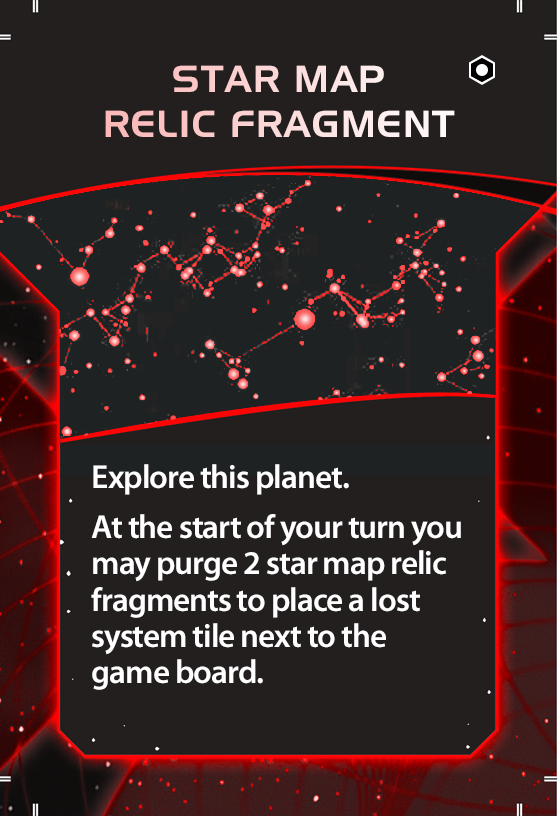 STAR MAP
RELIC FRAGMENT
Explore this planet.
At the start of your turn you
may purge 2 star map relic
fragments to place a lost
system tile next to the
game board.